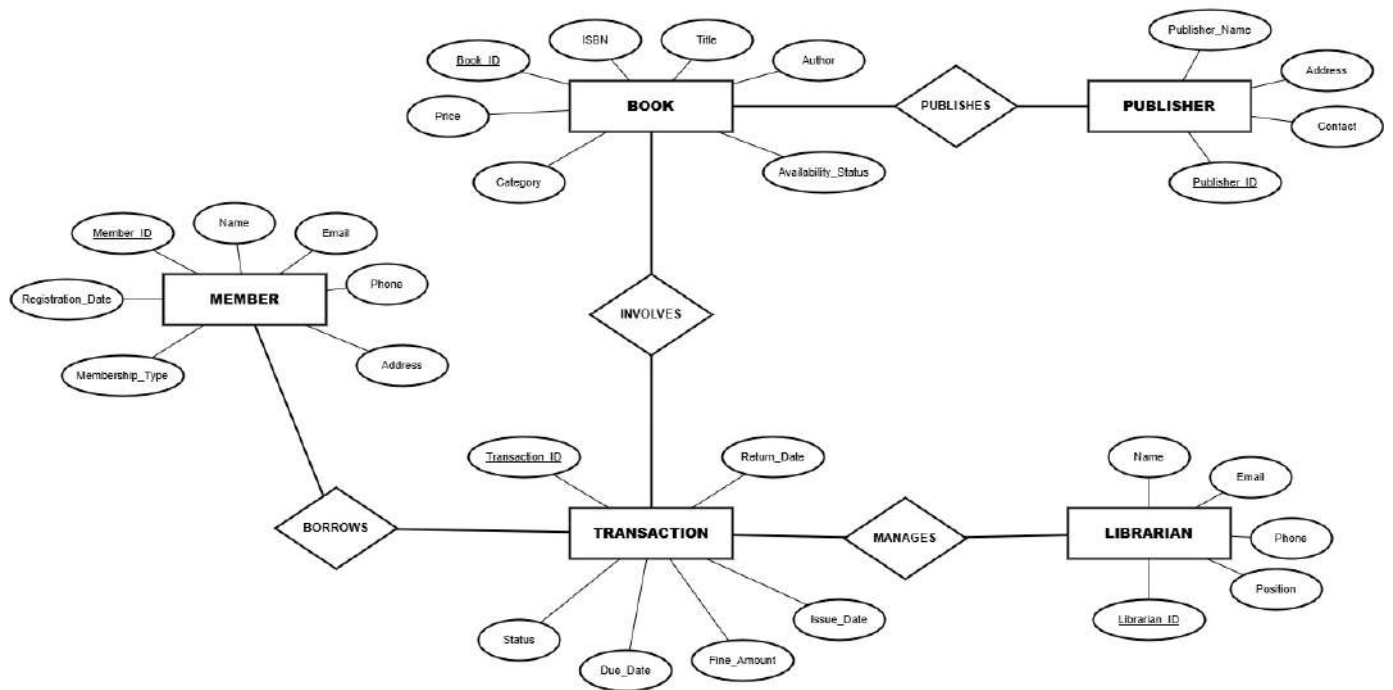 Publisher_Name
ISBN
Title
Book_ID
Author
Address
BOOK
PUBLISHES
PUBLISHER
Price
Contact
Category
Availability_Status
Publisher_ID
Name
Member_ID
Email
MEMBER
Phone
Registration_Date
INVOLVES
Membership_Type
Address
Transaction_ID
Return_Date
Name
Email
BORROWS
TRANSACTION
MANAGES
LIBRARIAN
Phone
Position
Status
Issue_Date
Librarian_ID
Due_Date
Fine_Amount